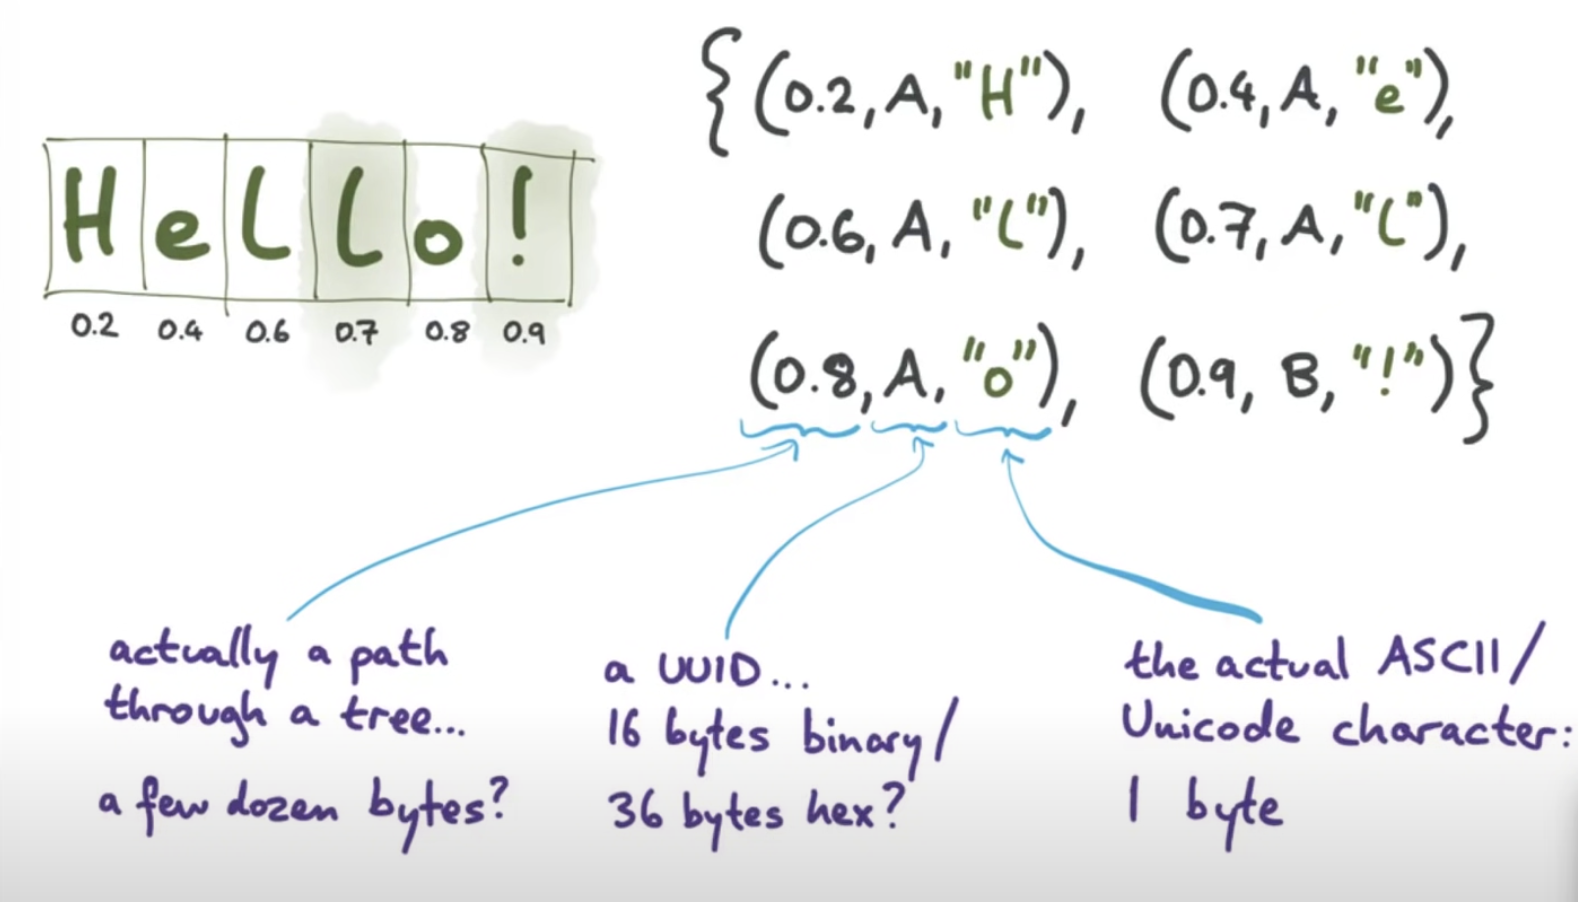 Hello!
0.2 0.4 0.6 0.7 0.8 0.9
{(0.2, A, "H"), (0.4, A, "e"),
(0.6, A, "l"), (0.7, A, "l"),
(0.8, A, "o"), (0.9, B, "!")}
actually a path
through a tree...
a few dozen bytes?
a UUID...
16 bytes binary/
36 bytes hex?
the actual ASCII/
Unicode character:
1 byte